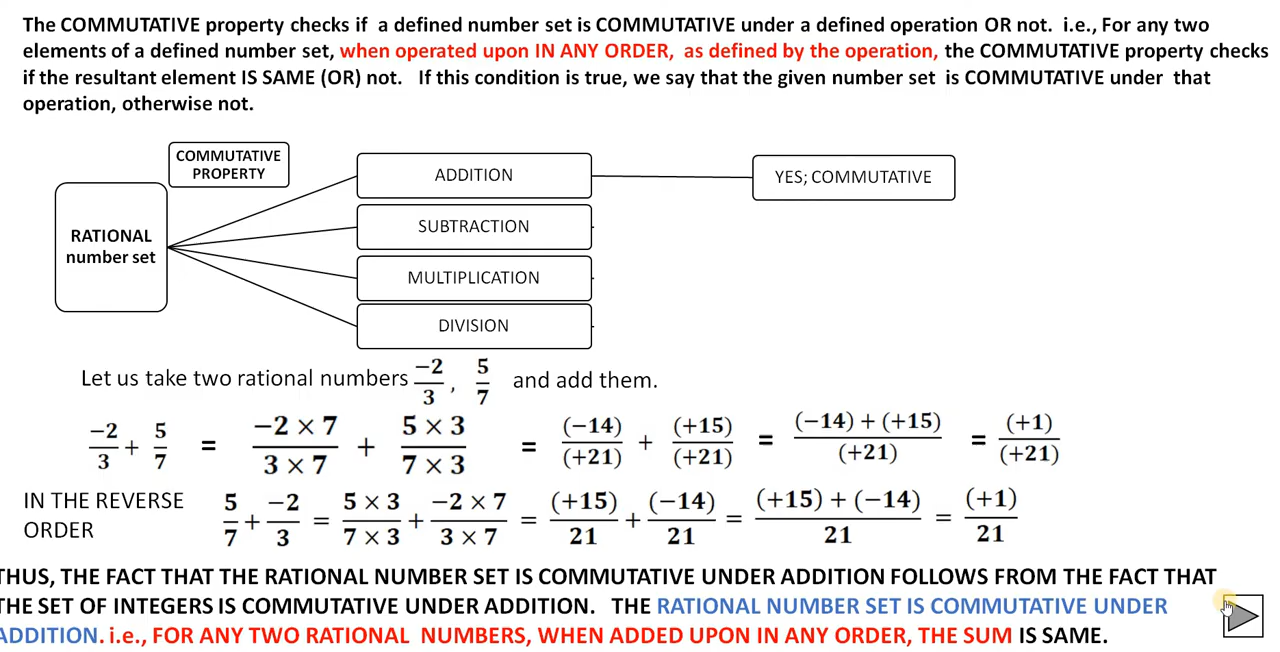 The COMMUTATIVE property checks if a defined number set is COMMUTATIVE under a defined operation OR not. i.e., For any two
elements of a defined number set, when operated upon IN ANY ORDER, as defined by the operation, the COMMUTATIVE property checks
if the resultant element IS SAME (OR) not. If this condition is true, we say that the given number set is COMMUTATIVE under that
operation, otherwise not.
COMMUTATIVE
PROPERTY
RATIONAL
number set
ADDITION
YES; COMMUTATIVE
SUBTRACTION
MULTIPLICATION
DIVISION
Let us take two rational numbers −2/3, 5/7 and add them.
−2/3 + 5/7 = −2 × 7/3 × 7 + 5 × 3/7 × 3 = (−14)/(+21) + (+15)/(+21) = (−14) + (+15)/(+21) = (+1)/(+21)
IN THE REVERSE
ORDER
5/7 + −2/3 = 5 × 3/7 × 3 + −2 × 7/3 × 7 = (+15)/21 + (−14)/21 = (+15) + (−14)/21 = (+1)/21
THUS, THE FACT THAT THE RATIONAL NUMBER SET IS COMMUTATIVE UNDER ADDITION FOLLOWS FROM THE FACT THAT
THE SET OF INTEGERS IS COMMUTATIVE UNDER ADDITION. THE RATIONAL NUMBER SET IS COMMUTATIVE UNDER
ADDITION. i.e., FOR ANY TWO RATIONAL NUMBERS, WHEN ADDED UPON IN ANY ORDER, THE SUM IS SAME.